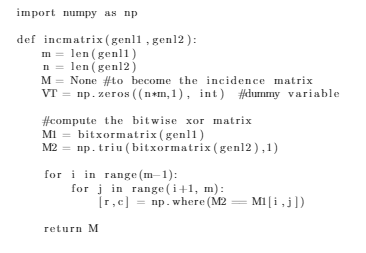 import numpy as np
def incmatrix(genl1,genl2):
m = len(genl1)
n = len(genl2)
M = None #to become the incidence matrix
VT = np.zeros((n*m,1), int) #dummy variable
#compute the bitwise xor matrix
M1 = bitxormatrix(genl1)
M2 = np.triu(bitxormatrix(genl2),1)
for i in range(m-1):
for j in range(i+1, m):
[r,c] = np.where(M2 == M1[i,j])
return M